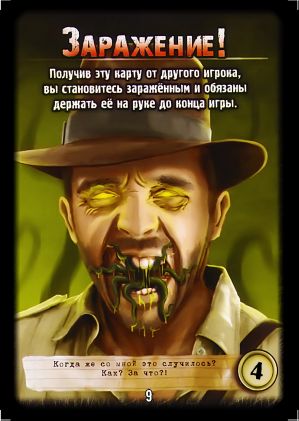 Заражение!
Получив эту карту от другого игрока,
вы становитесь заражённым и обязаны
держать её на руке до конца игры.
Когда же со мной это случилось?
Как? За что?!
4
9